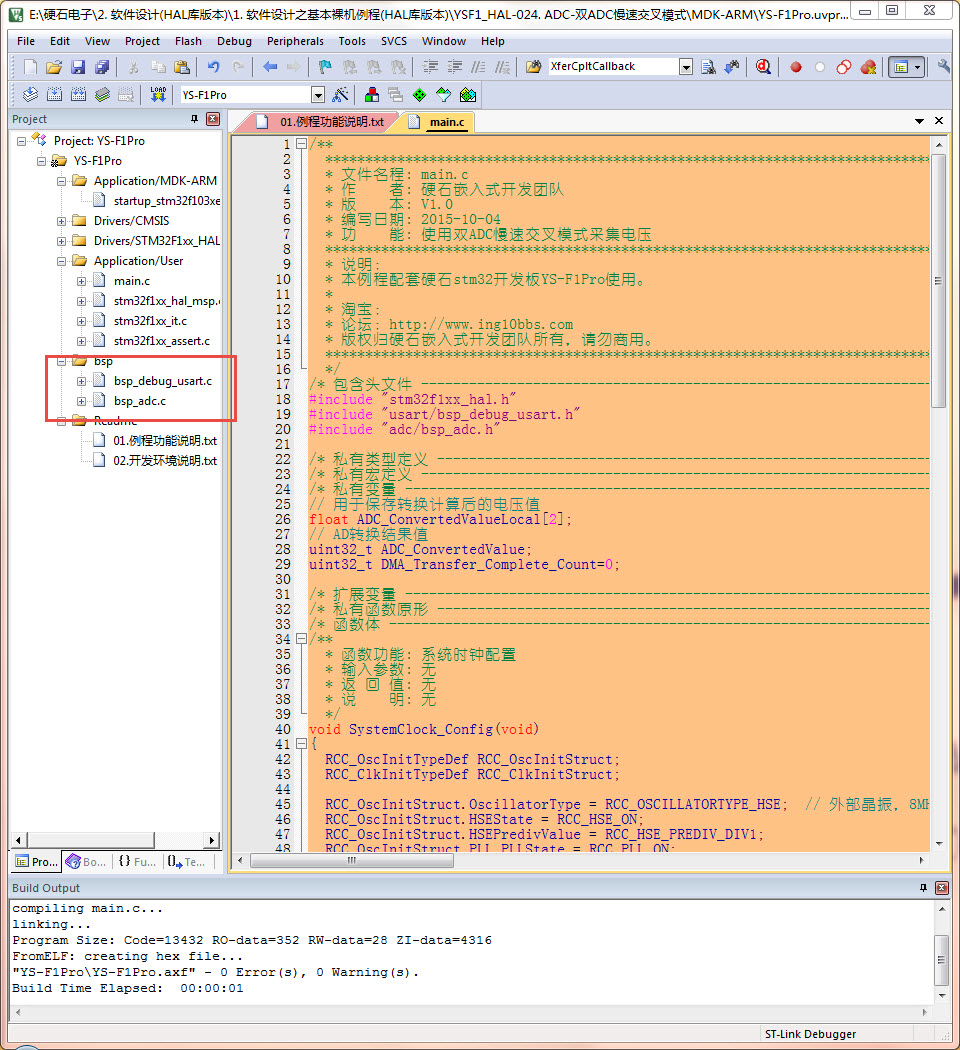 E:\硬石电子\2. 软件设计(HAL库版本)\1. 软件设计之基本裸机例程(HAL库版本)\YSF1_HAL-024. ADC-双ADC慢速交叉模式\MDK-ARM\YS-F1Pro.uvpr...
File Edit View Project Flash Debug Peripherals Tools SVCS Window Help
XferCpltCallback
LOAD YS-F1Pro
Project
Project: YS-F1Pro
YS-F1Pro
Application/MDK-ARM
startup_stm32f103xe
Drivers/CMSIS
Drivers/STM32F1xx_HAL
Application/User
main.c
stm32f1xx_hal_msp.c
stm32f1xx_it.c
stm32f1xx_assert.c
bsp
bsp_debug_usart.c
bsp_adc.c
Readme
01.例程功能说明.txt
02.开发环境说明.txt
Pro... Bo... {} Fu... Te...
01.例程功能说明.txt main.c
1 /**
2 ******************************************************************************
3 * 文件名程: main.c
4 * 作 者: 硬石嵌入式开发团队
5 * 版 本: V1.0
6 * 编写日期: 2015-10-04
7 * 功 能: 使用双ADC慢速交叉模式采集电压
8 ******************************************************************************
9 * 说明:
10 * 本例程配套硬石stm32开发板YS-F1Pro使用。
11 *
12 * 淘宝:
13 * 论坛: http://www.ing10bbs.com
14 * 版权归硬石嵌入式开发团队所有，请勿商用。
15 ******************************************************************************
16 */
17 /* 包含头文件 ----------------------------------------------------------------
18 #include "stm32f1xx_hal.h"
19 #include "usart/bsp_debug_usart.h"
20 #include "adc/bsp_adc.h"
21
22 /* 私有类型定义 --------------------------------------------------------------
23 /* 私有宏定义 ----------------------------------------------------------------
24 /* 私有变量 ------------------------------------------------------------------
25 // 用于保存转换计算后的电压值
26 float ADC_ConvertedValueLocal[2];
27 // AD转换结果值
28 uint32_t ADC_ConvertedValue;
29 uint32_t DMA_Transfer_Complete_Count=0;
30
31 /* 扩展变量 ------------------------------------------------------------------
32 /* 私有函数原形 --------------------------------------------------------------
33 /* 函数体 --------------------------------------------------------------------
34 /**
35 * 函数功能: 系统时钟配置
36 * 输入参数: 无
37 * 返 回 值: 无
38 * 说 明: 无
39 */
40 void SystemClock_Config(void)
41 {
42 RCC_OscInitTypeDef RCC_OscInitStruct;
43 RCC_ClkInitTypeDef RCC_ClkInitStruct;
44
45 RCC_OscInitStruct.OscillatorType = RCC_OSCILLATORTYPE_HSE; // 外部晶振，8MH
46 RCC_OscInitStruct.HSEState = RCC_HSE_ON;
47 RCC_OscInitStruct.HSEPredivValue = RCC_HSE_PREDIV_DIV1;
48 RCC_OscInitStruct.PLL.PLLState = RCC_PLL_ON;
Build Output
compiling main.c...
linking...
Program Size: Code=13432 RO-data=352 RW-data=28 ZI-data=4316
FromELF: creating hex file...
"YS-F1Pro\YS-F1Pro.axf" - 0 Error(s), 0 Warning(s).
Build Time Elapsed: 00:00:01
ST-Link Debugger